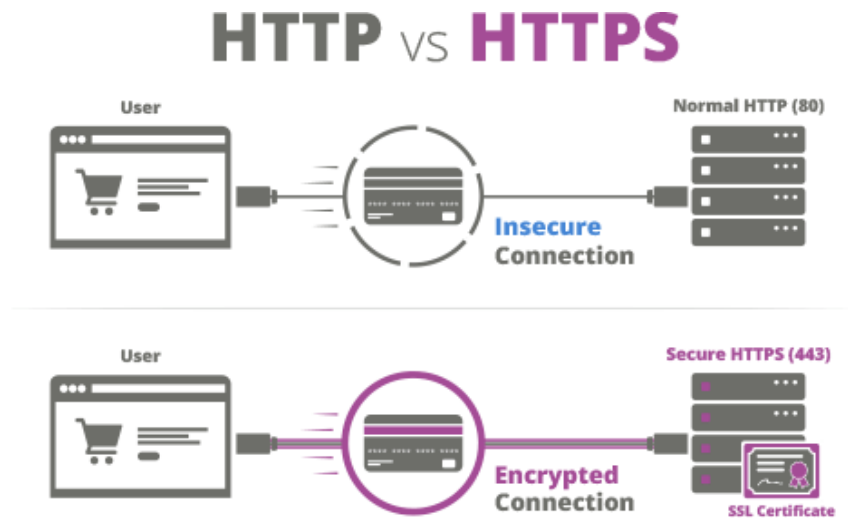 HTTP vs HTTPS
User
Normal HTTP (80)
Insecure
Connection
User
Secure HTTPS (443)
Encrypted
Connection
SSL Certificate